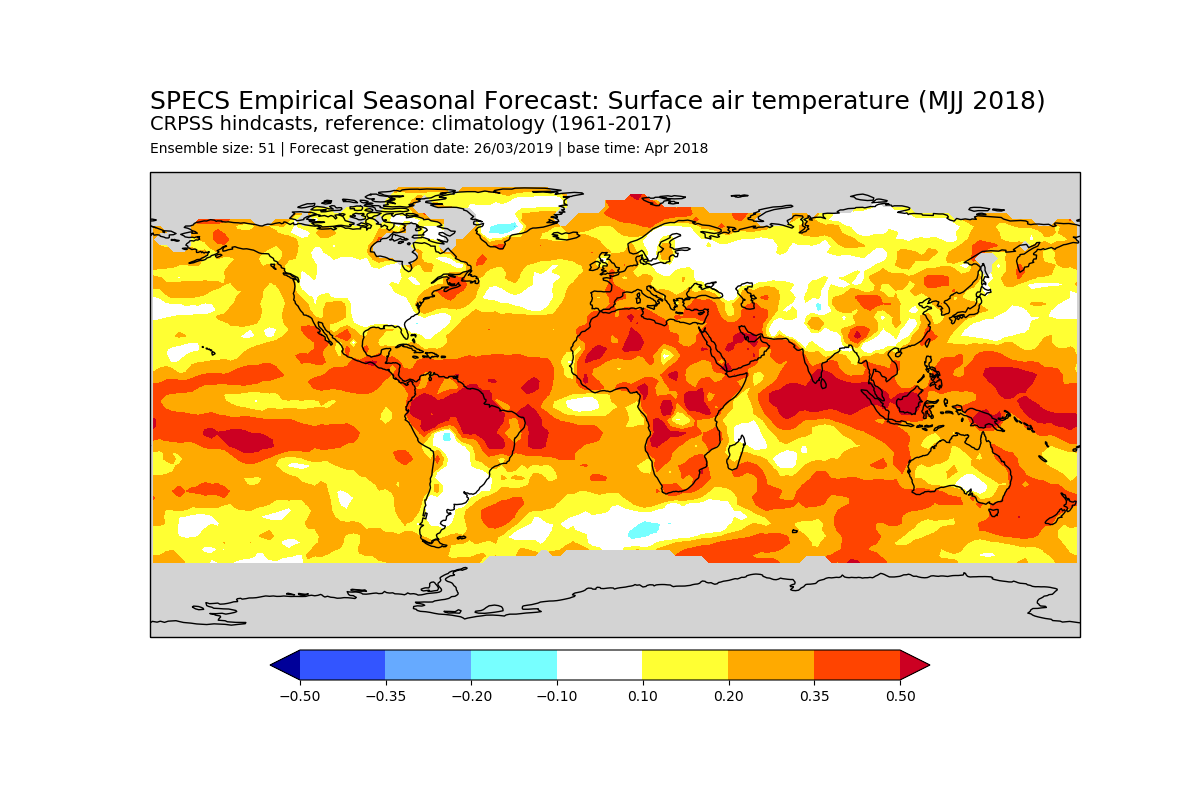 SPECS Empirical Seasonal Forecast: Surface air temperature (MJJ 2018)
CRPSS hindcasts, reference: climatology (1961-2017)
Ensemble size: 51 | Forecast generation date: 26/03/2019 | base time: Apr 2018
−0.50 −0.35 −0.20 −0.10 0.10 0.20 0.35 0.50